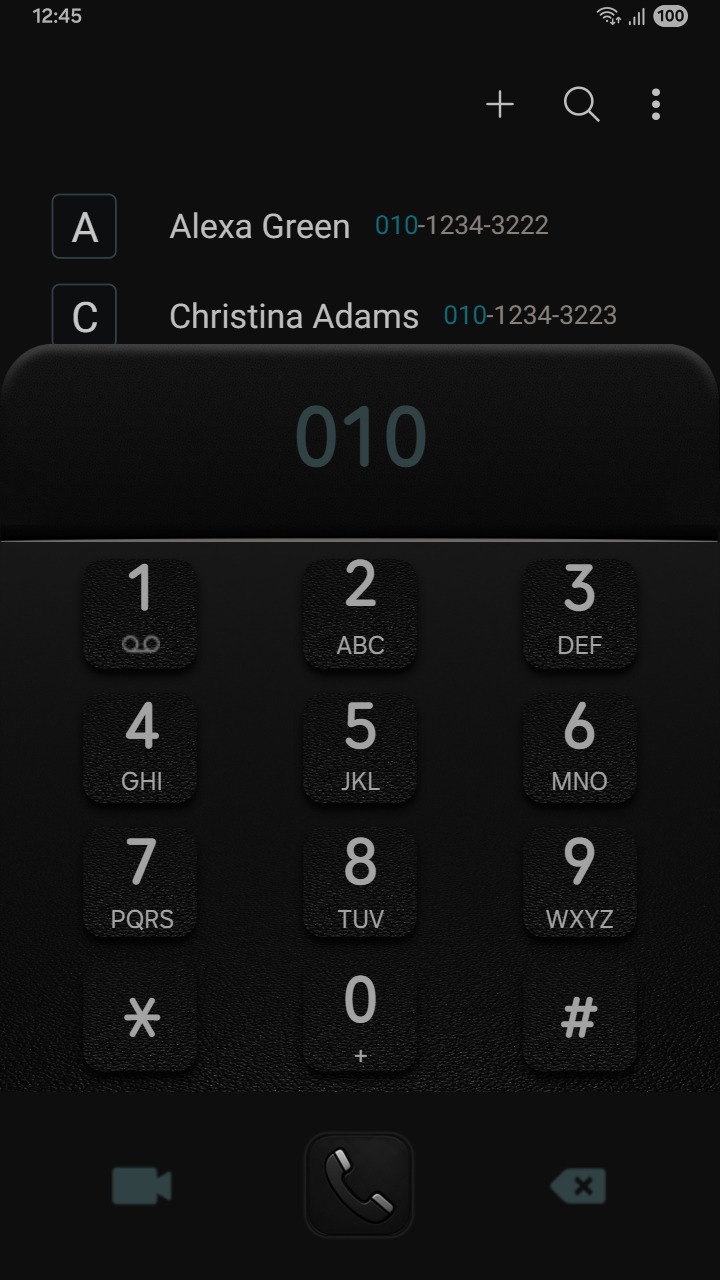 12:45 100
A Alexa Green 010-1234-3222
C Christina Adams 010-1234-3223
010
1 2 3
ABC DEF
4 5 6
GHI JKL MNO
7 8 9
PQRS TUV WXYZ
* 0 #
+